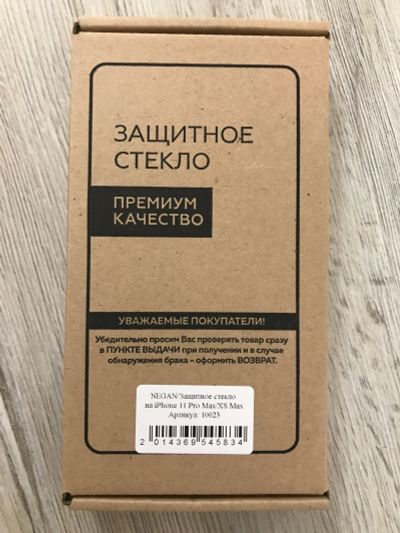 ЗАЩИТНОЕ
СТЕКЛО
ПРЕМИУМ
КАЧЕСТВО
УВАЖАЕМЫЕ ПОКУПАТЕЛИ!
Убедительно просим Вас проверять товар сразу
в ПУНКТЕ ВЫДАЧИ при получении и в случае
обнаружения брака – оформить ВОЗВРАТ.
NEGAN/Защитное стекло
на iPhone 11 Pro Max/XS Max
Артикул: 10023
2014369545834